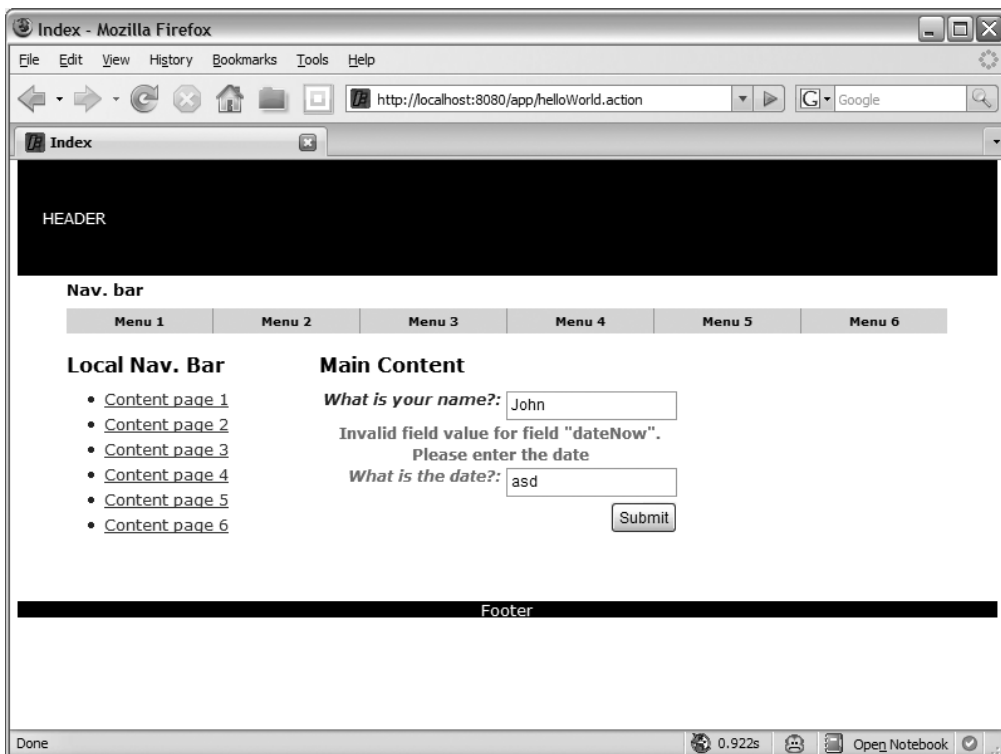 Index - Mozilla Firefox
File Edit View History Bookmarks Tools Help
http://localhost:8080/app/helloWorld.action
G Google
Index
HEADER
Nav. bar
Menu 1 Menu 2 Menu 3 Menu 4 Menu 5 Menu 6
Local Nav. Bar
Content page 1
Content page 2
Content page 3
Content page 4
Content page 5
Content page 6
Main Content
What is your name?: John
Invalid field value for field "dateNow".
Please enter the date
What is the date?: asd
Submit
Footer
Done 0.922s Open Notebook